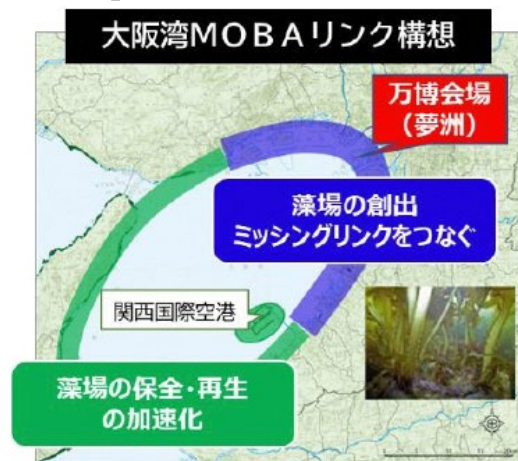 大阪湾MOBAリンク構想
万博会場
(夢洲)
藻場の創出
ミッシングリンクをつなぐ
関西国際空港
藻場の保全・再生
の加速化